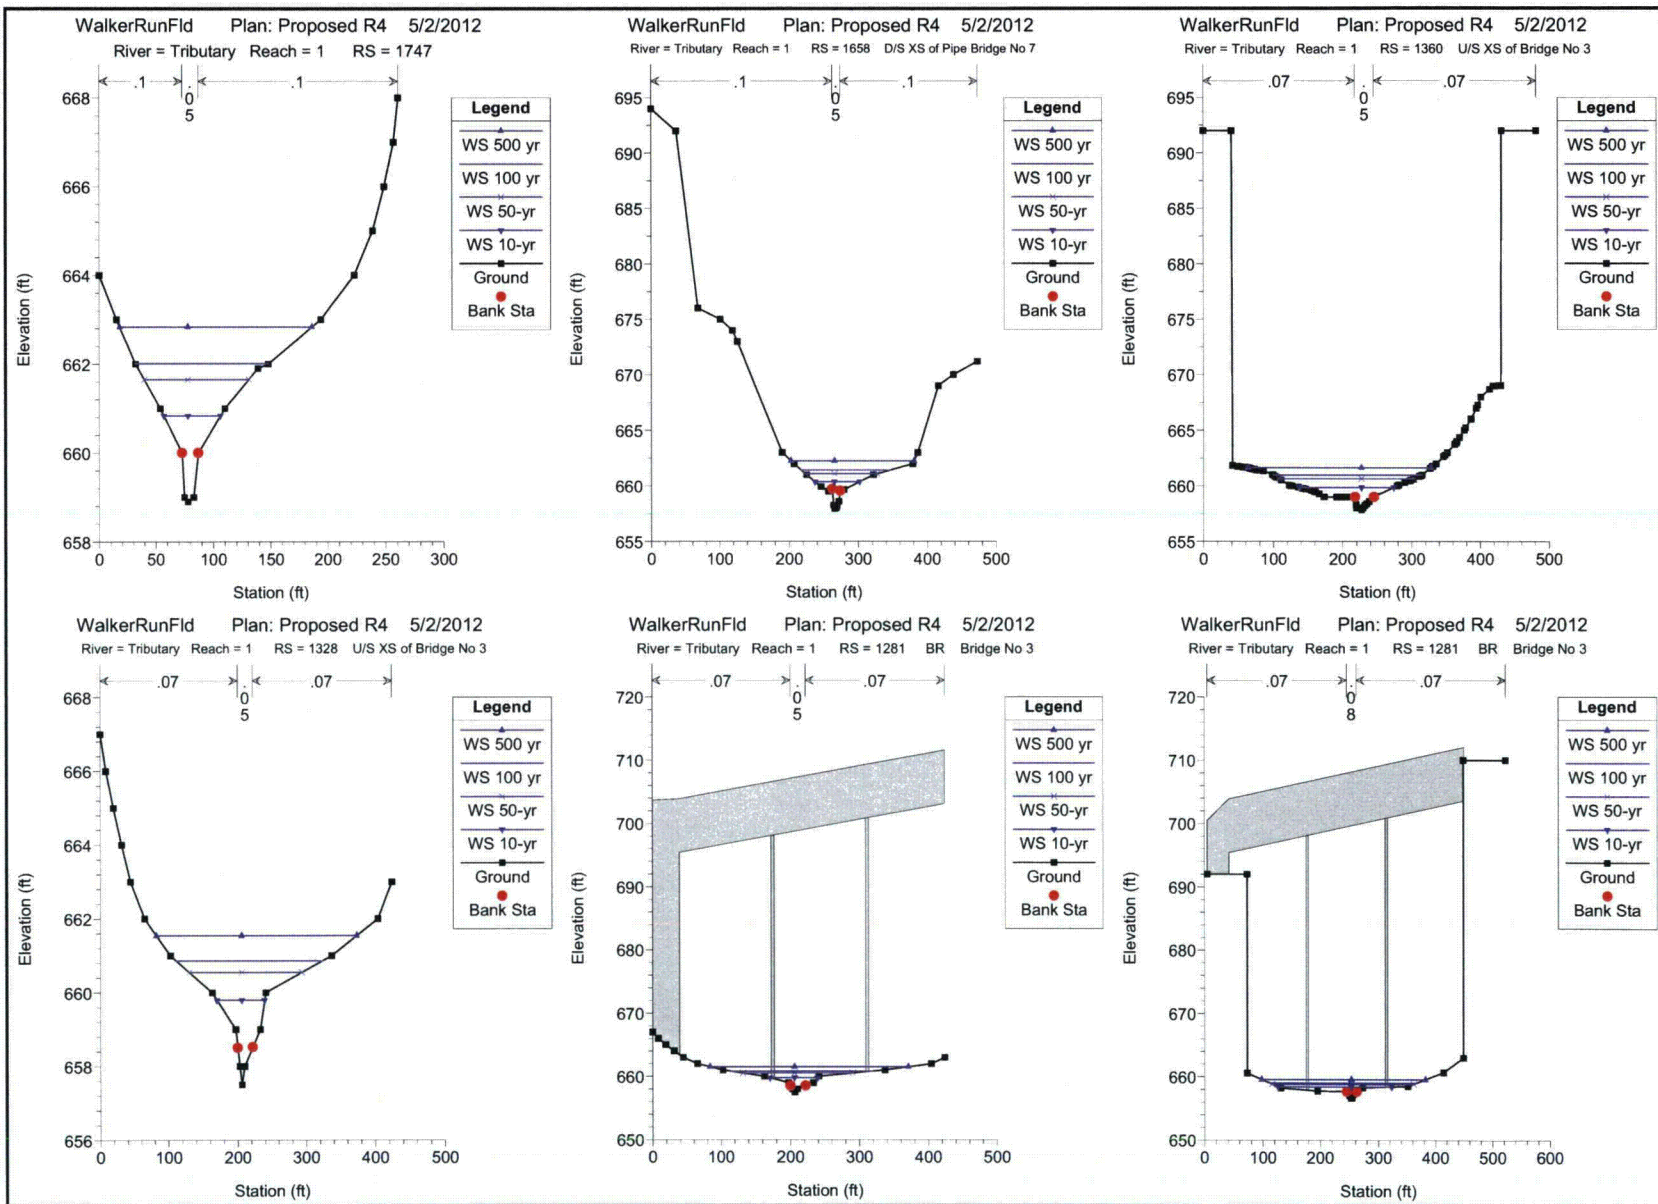 WalkerRunFld Plan: Proposed R4 5/2/2012
River = Tributary Reach = 1 RS = 1747
.1
.0
5
.1
Legend
WS 500 yr
WS 100 yr
WS 50-yr
WS 10-yr
Ground
Bank Sta
668
666
664
662
660
658
Elevation (ft)
0 50 100 150 200 250 300
Station (ft)
WalkerRunFld Plan: Proposed R4 5/2/2012
River = Tributary Reach = 1 RS = 1658 D/S XS of Pipe Bridge No 7
.1
.0
5
.1
Legend
WS 500 yr
WS 100 yr
WS 50-yr
WS 10-yr
Ground
Bank Sta
695
690
685
680
675
670
665
660
655
Elevation (ft)
0 100 200 300 400 500
Station (ft)
WalkerRunFld Plan: Proposed R4 5/2/2012
River = Tributary Reach = 1 RS = 1360 U/S XS of Bridge No 3
.07
.0
5
.07
Legend
WS 500 yr
WS 100 yr
WS 50-yr
WS 10-yr
Ground
Bank Sta
695
690
685
680
675
670
665
660
655
Elevation (ft)
0 100 200 300 400 500
Station (ft)
WalkerRunFld Plan: Proposed R4 5/2/2012
River = Tributary Reach = 1 RS = 1328 U/S XS of Bridge No 3
.07
.0
5
.07
Legend
WS 500 yr
WS 100 yr
WS 50-yr
WS 10-yr
Ground
Bank Sta
668
666
664
662
660
658
656
Elevation (ft)
0 100 200 300 400 500
Station (ft)
WalkerRunFld Plan: Proposed R4 5/2/2012
River = Tributary Reach = 1 RS = 1281 BR Bridge No 3
.07
.0
5
.07
Legend
WS 500 yr
WS 100 yr
WS 50-yr
WS 10-yr
Ground
Bank Sta
720
710
700
690
680
670
660
650
Elevation (ft)
0 100 200 300 400 500
Station (ft)
WalkerRunFld Plan: Proposed R4 5/2/2012
River = Tributary Reach = 1 RS = 1281 BR Bridge No 3
.07
.0
8
.07
Legend
WS 500 yr
WS 100 yr
WS 50-yr
WS 10-yr
Ground
Bank Sta
720
710
700
690
680
670
660
650
Elevation (ft)
0 100 200 300 400 500 600
Station (ft)